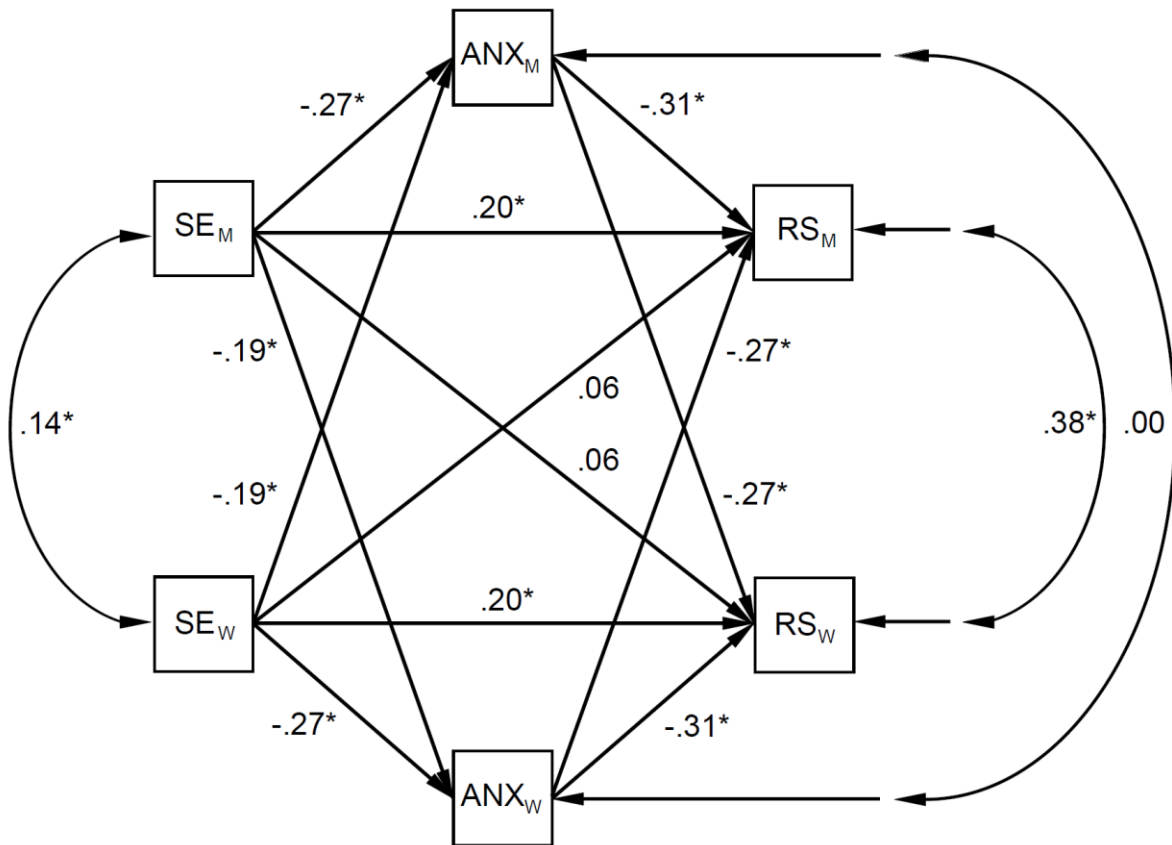 ANX_M
-.27*
-.31*
SE_M
.20*
RS_M
-.19*
-.27*
.06
.14*
.38*
.00
.06
-.19*
-.27*
SE_W
.20*
RS_W
-.27*
-.31*
ANX_W